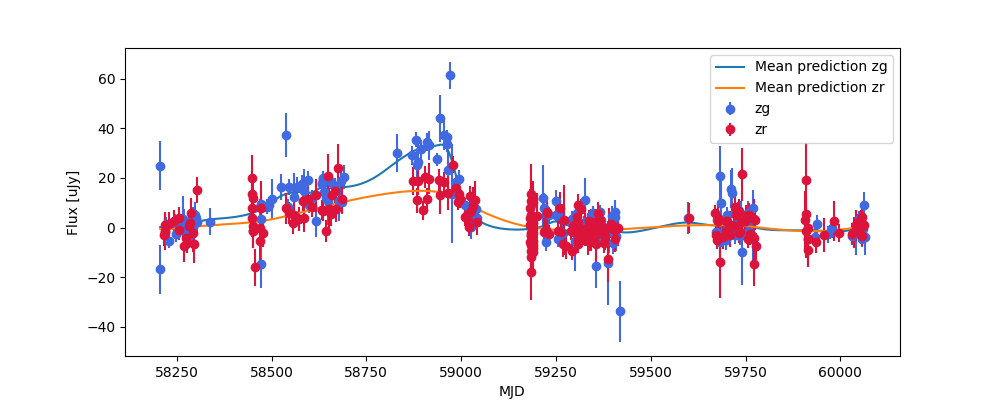 Flux [uJy]
60
40
20
0
−20
−40
58250
58500
58750
59000
59250
59500
59750
60000
MJD
Mean prediction zg
Mean prediction zr
zg
zr